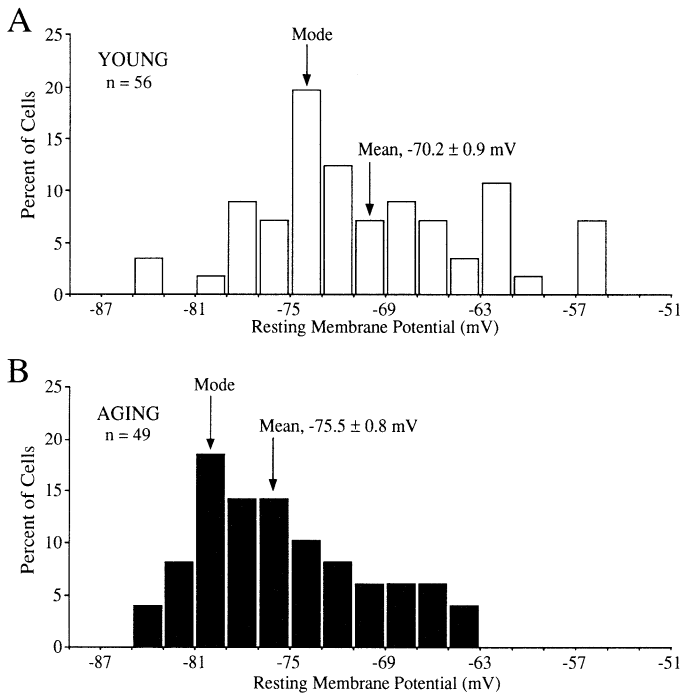 A
YOUNG
n = 56
Mode
Mean, -70.2 ± 0.9 mV
Percent of Cells
25
20
15
10
5
0
-87 -81 -75 -69 -63 -57 -51
Resting Membrane Potential (mV)
B
AGING
n = 49
Mode
Mean, -75.5 ± 0.8 mV
Percent of Cells
25
20
15
10
5
0
-87 -81 -75 -69 -63 -57 -51
Resting Membrane Potential (mV)